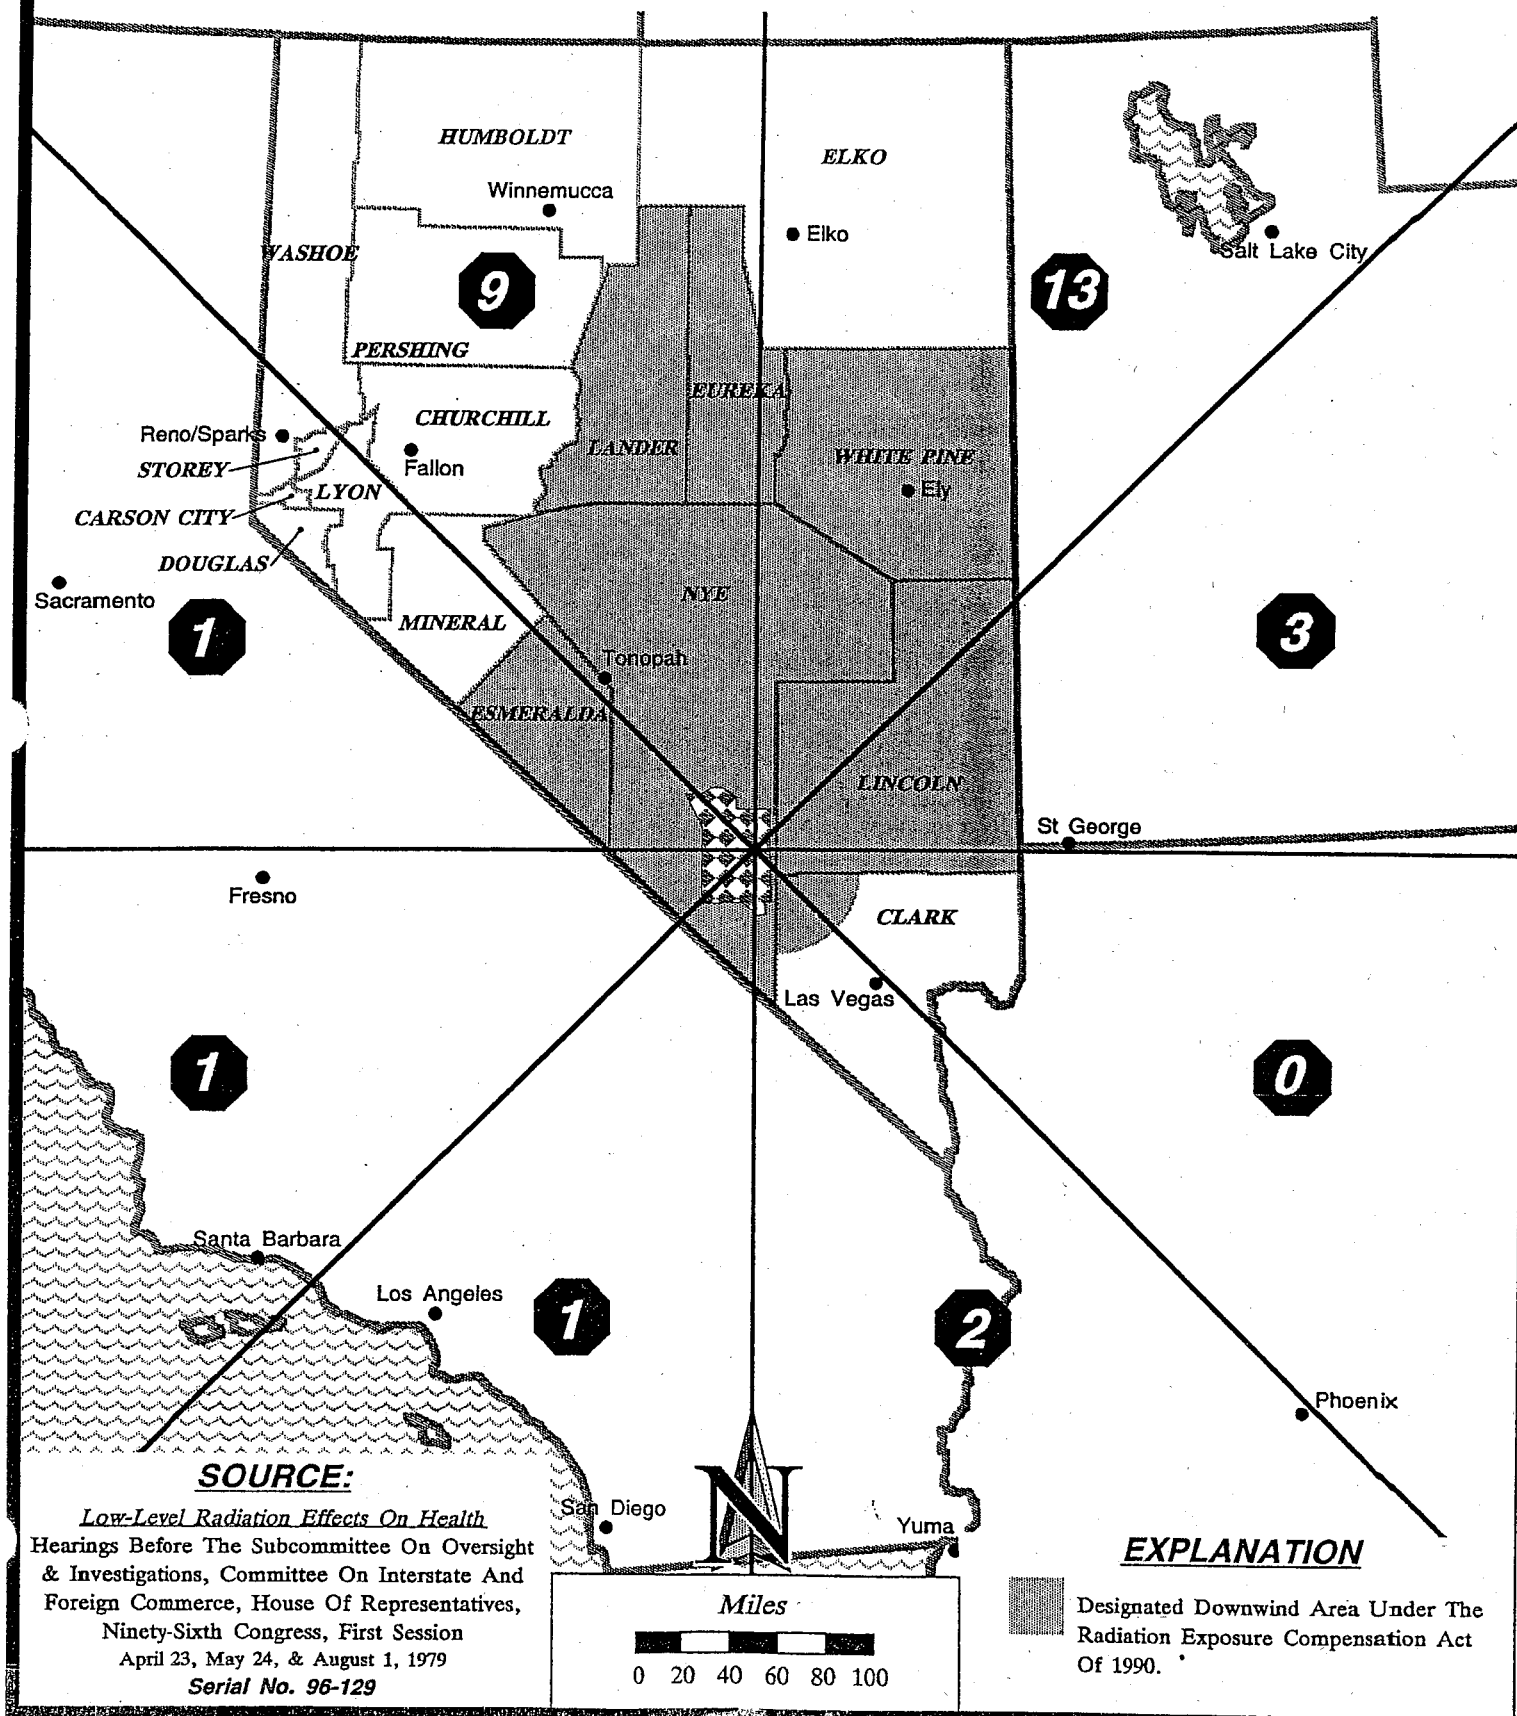 HUMBOLDT
Winnemucca
ELKO
Elko
Salt Lake City
WASHOE
9
13
PERSHING
EUREKA
CHURCHILL
Reno/Sparks
LANDER
WHITE PINE
STOREY
Fallon
LYON
Ely
CARSON CITY
DOUGLAS
NYE
Sacramento
1
MINERAL
3
Tonopah
ESMERALDA
LINCOLN
St George
Fresno
CLARK
Las Vegas
1
0
Santa Barbara
Los Angeles
1
2
Phoenix
N
San Diego
Yuma
SOURCE:
Low-Level Radiation Effects On Health
Hearings Before The Subcommittee On Oversight
& Investigations, Committee On Interstate And
Foreign Commerce, House Of Representatives,
Ninety-Sixth Congress, First Session
April 23, May 24, & August 1, 1979
Serial No. 96-129
Miles
0 20 40 60 80 100
EXPLANATION
Designated Downwind Area Under The
Radiation Exposure Compensation Act
Of 1990.